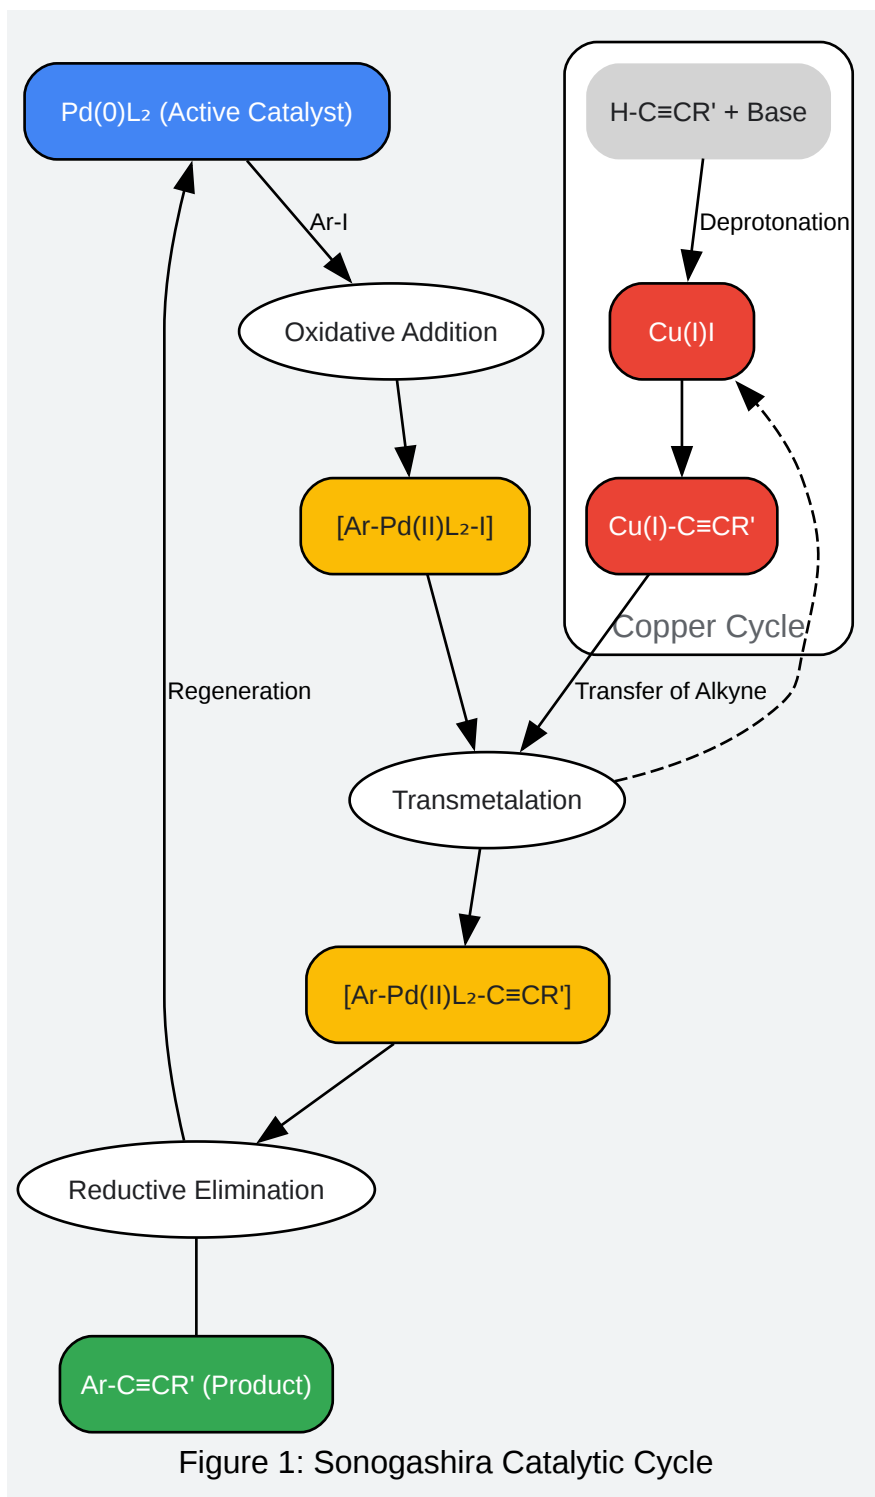 Pd(0)L₂ (Active Catalyst)
H-C≡CR' + Base
Ar-I
Deprotonation
Oxidative Addition
Cu(I)I
[Ar-Pd(II)L₂-I]
Cu(I)-C≡CR'
Copper Cycle
Regeneration
Transfer of Alkyne
Transmetalation
[Ar-Pd(II)L₂-C≡CR']
Reductive Elimination
Ar-C≡CR' (Product)
Figure 1: Sonogashira Catalytic Cycle